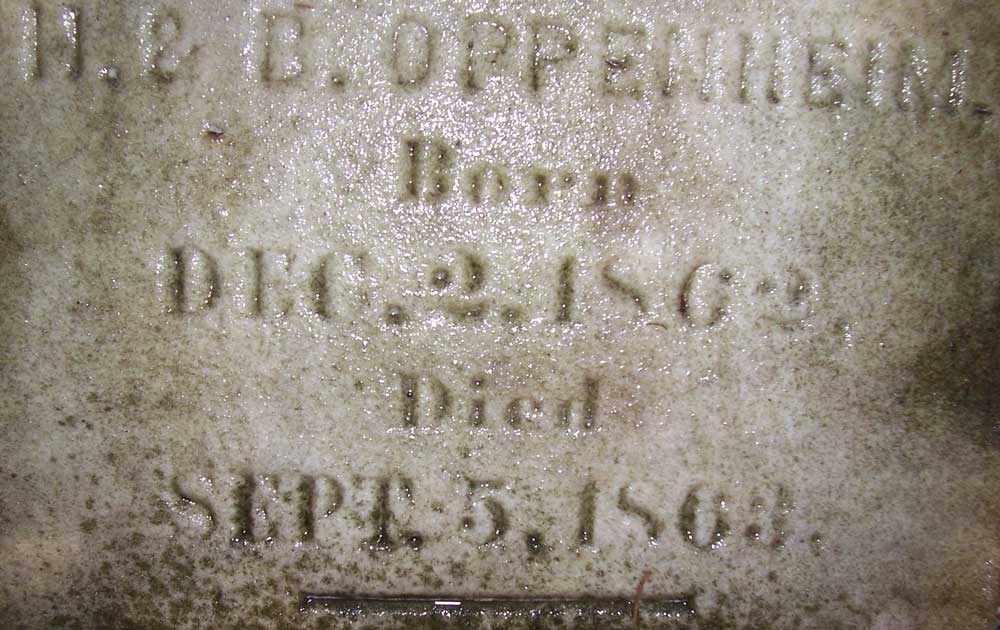 H. & B. OPPENHEIM.
Born
DEC. 2. 1862
Died
SEPT. 5, 1863.